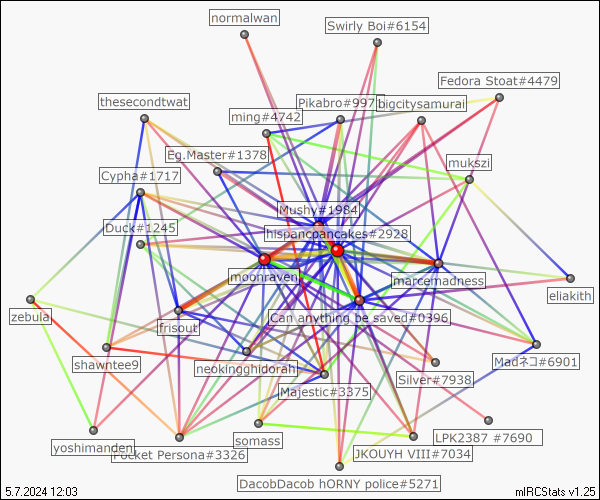 normalwan
Swirly Boi#6154
Fedora Stoat#4479
thesecondtwat
Pikabro#997
bigcitysamurai
ming#4742
Eg.Master#1378
mukszi
Cypha#1717
Mushy#1984
Duck#1245
hispancpancakes#2928
moonraven
marcemadness
eliakith
zebula
frisout
Can anything be saved#0396
shawntee9
neokingghidorah
Madネコ#6901
Majestic#3375
Silver#7938
yoshimanden
Pocket Persona#3326
somass
LPK2387 #7690
JKOUYH VIII#7034
DacobDacob hORNY police#5271
5.7.2024 12:03
mIRCStats v1.25